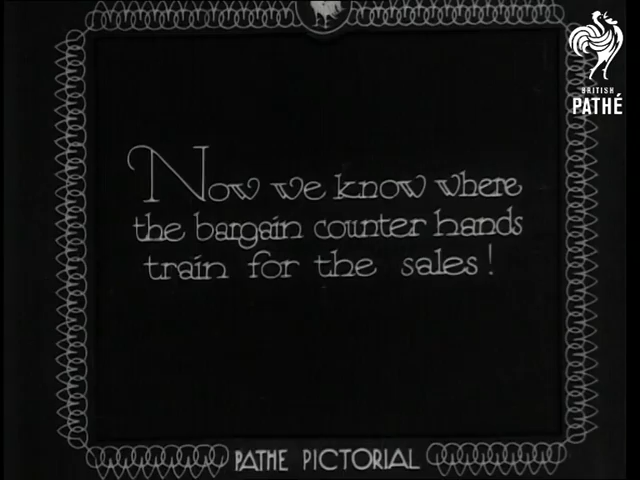 BRITISH
PATHÉ
Now we know where
the bargain counter hands
train for the sales!
PATHE PICTORIAL